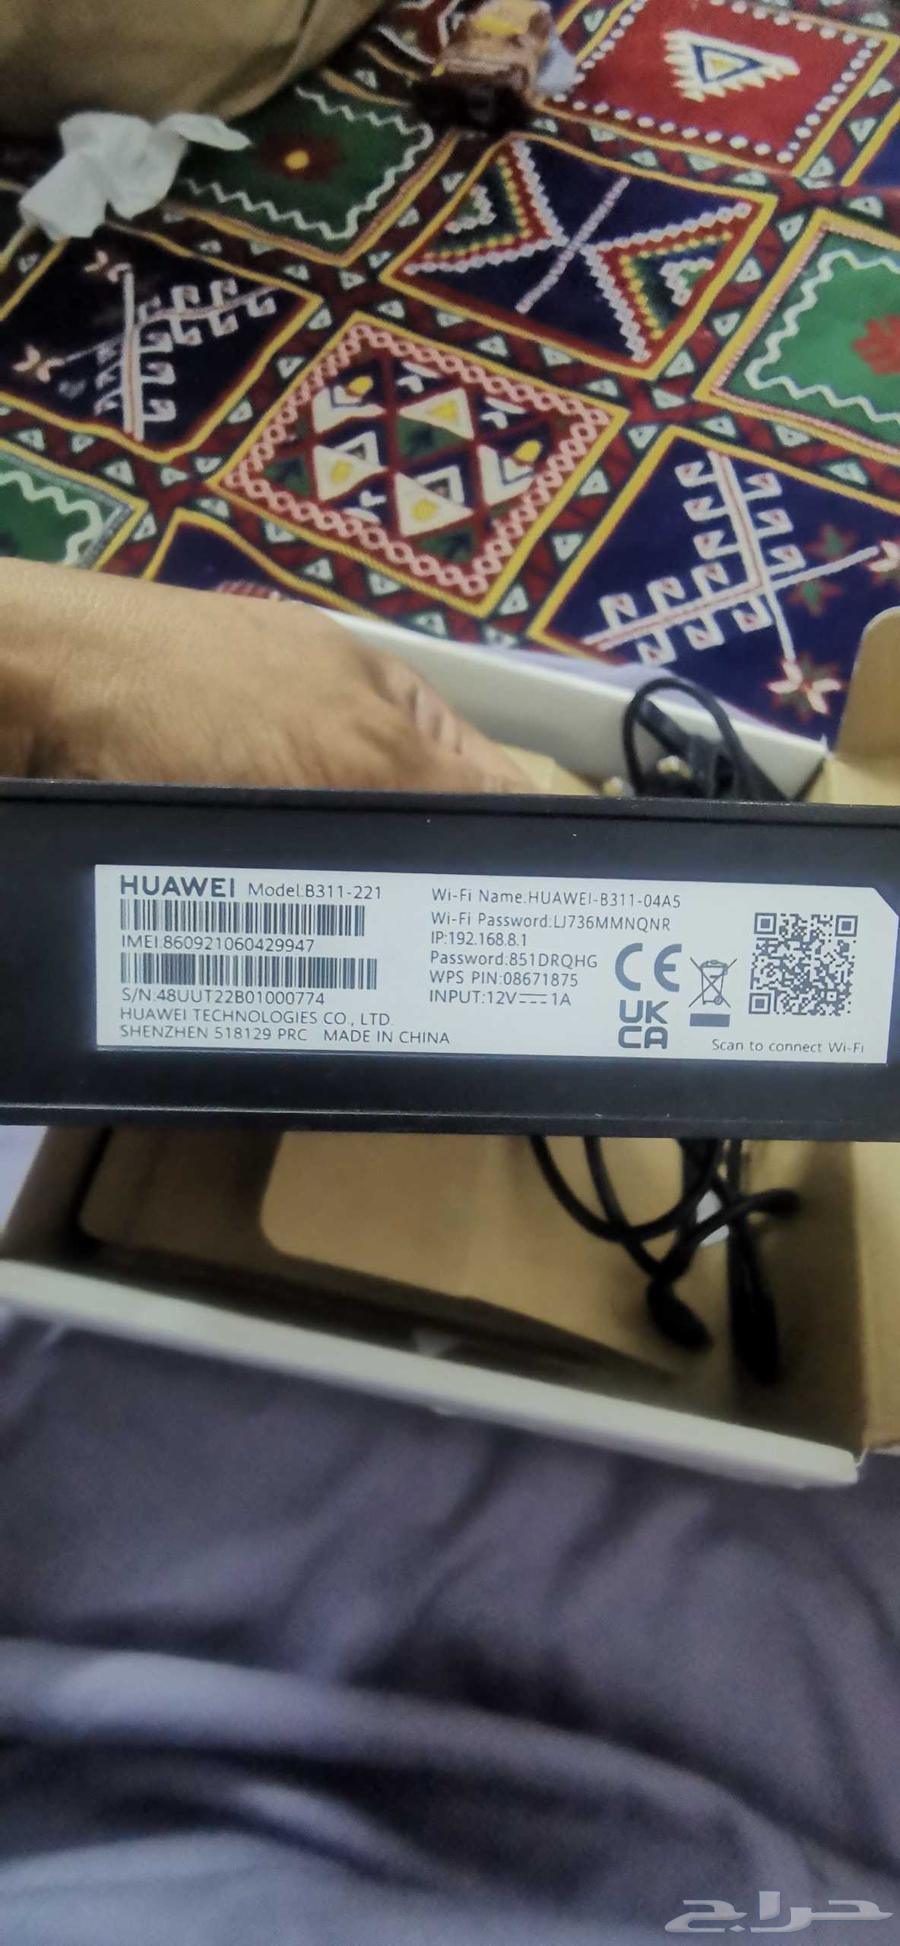 HUAWEI Model:B311-221
IMEI:860921060429947
S/N:48UUT22B01000774
HUAWEI TECHNOLOGIES CO., LTD.
SHENZHEN 518129 PRC MADE IN CHINA
Wi-Fi Name:HUAWEI-B311-04A5
Wi-Fi Password:LJ736MMNQNR
IP:192.168.8.1
Password:851DRQHG
WPS PIN:08671875
INPUT:12V⎓1A
CE
UK
CA
Scan to connect Wi-Fi
حراج